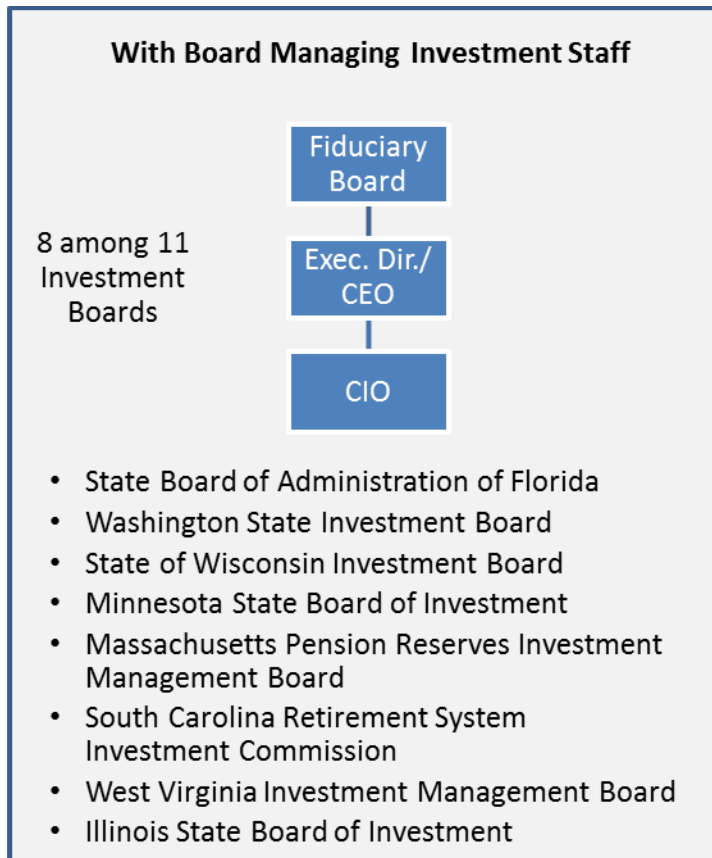 With Board Managing Investment Staff
Fiduciary
Board
8 among 11
Investment
Boards
Exec. Dir./
CEO
CIO
• State Board of Administration of Florida
• Washington State Investment Board
• State of Wisconsin Investment Board
• Minnesota State Board of Investment
• Massachusetts Pension Reserves Investment
Management Board
• South Carolina Retirement System
Investment Commission
• West Virginia Investment Management Board
• Illinois State Board of Investment